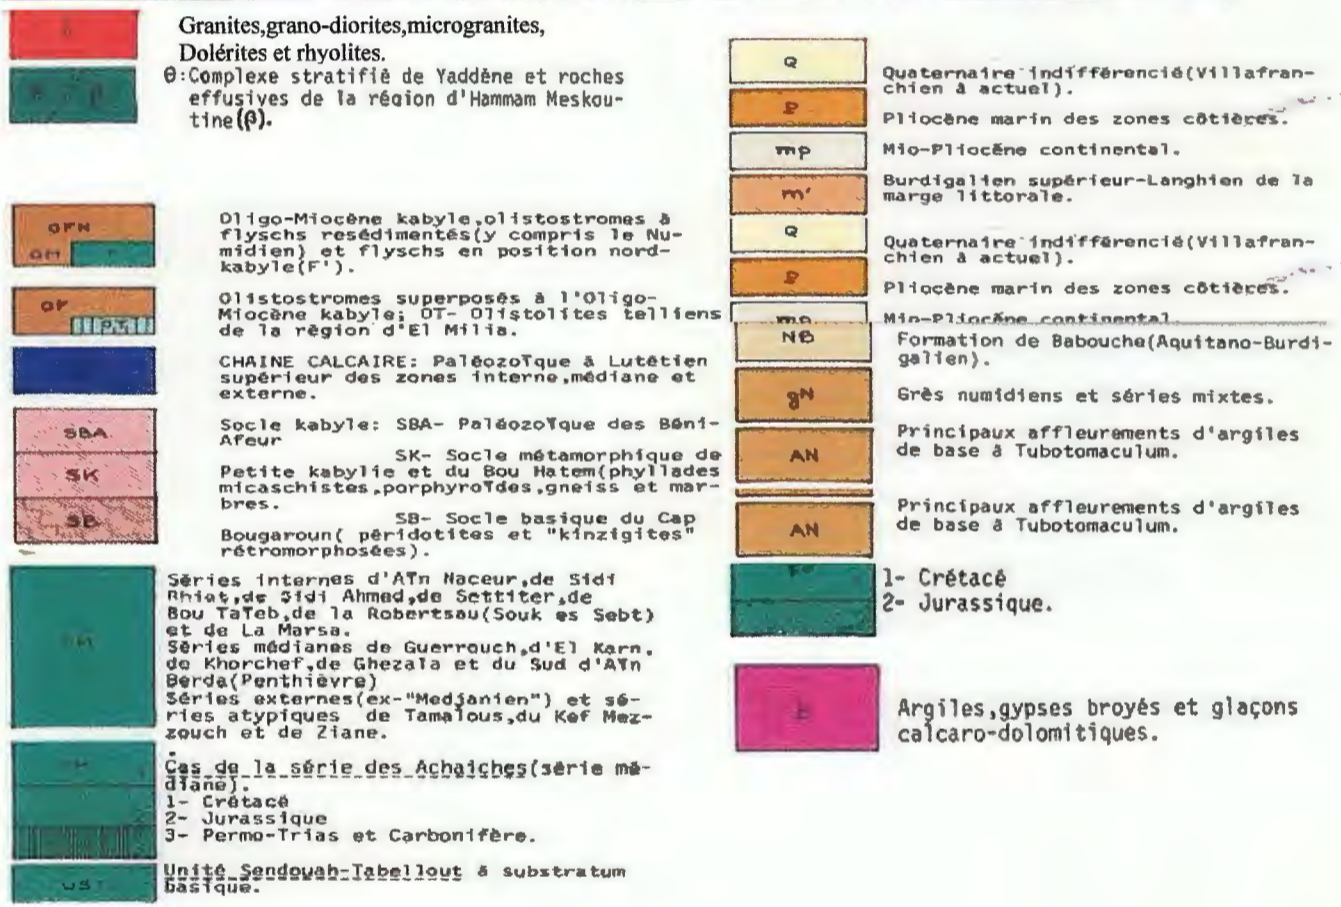 Granites,grano-diorites,microgranites,
Dolérites et rhyolites.
θ:Complexe stratifiè de Yaddène et roches
effusives de la région d'Hammam Meskou-
tine(β).
OFN
OM
Oligo-Miocène kabyle,olistostromes à
flyschs resédimentés(y compris le Nu-
midien) et flyschs en position nord-
kabyle(F').
OF
Olistostromes superposés à l'Oligo-
Miocène kabyle; OT- Olistolites telliens
de la région d'El Milia.
CHAINE CALCAIRE: Paléozoïque à Lutétien
supérieur des zones interne,médiane et
externe.
SBA
SK
SB
Socle kabyle: SBA- Paléozoïque des Béni-
Afeur
SK- Socle métamorphique de
Petite kabylie et du Bou Hatem(phyllades
micaschistes,porphyroïdes,gneiss et mar-
bres.
SB- Socle basique du Cap
Bougaroun( péridotites et "kinzigites"
rétromorphosées).
Séries internes d'Aïn Naceur,de Sidi
Rhiat,de Sidi Ahmed,de Settiter,de
Bou Taïeb,de la Robertsau(Souk es Sebt)
et de La Marsa.
Séries médianes de Guerrouch,d'El Karn,
de Khorchef,de Ghezala et du Sud d'Aïn
Berda(Penthièvre)
Séries externes(ex-"Medjanien") et sé-
ries atypiques de Tamalous,du Kef Mez-
zouch et de Ziane.
Cas de la série des Achaiches(série mé-
diane).
1- Crétacé
2- Jurassique
3- Permo-Trias et Carbonifère.
UST
Unité Sendouah-Tabellout à substratum
basique.
Q
Quaternaire indifférencié(Villafran-
chien à actuel).
P
Pliocène marin des zones côtières.
mp
Mio-Pliocène continental.
m'
Burdigalien supérieur-Langhien de la
marge littorale.
Q
Quaternaire indifférencié(Villafran-
chien à actuel).
P
Pliocène marin des zones côtières.
mp
Mio-Pliocène continental
NB
Formation de Babouche(Aquitano-Burdi-
galien).
gN
Grès numidiens et séries mixtes.
AN
Principaux affleurements d'argiles
de base à Tubotomaculum.
AN
Principaux affleurements d'argiles
de base à Tubotomaculum.
1- Crétacé
2- Jurassique.
Argiles,gypses broyés et glaçons
calcaro-dolomitiques.